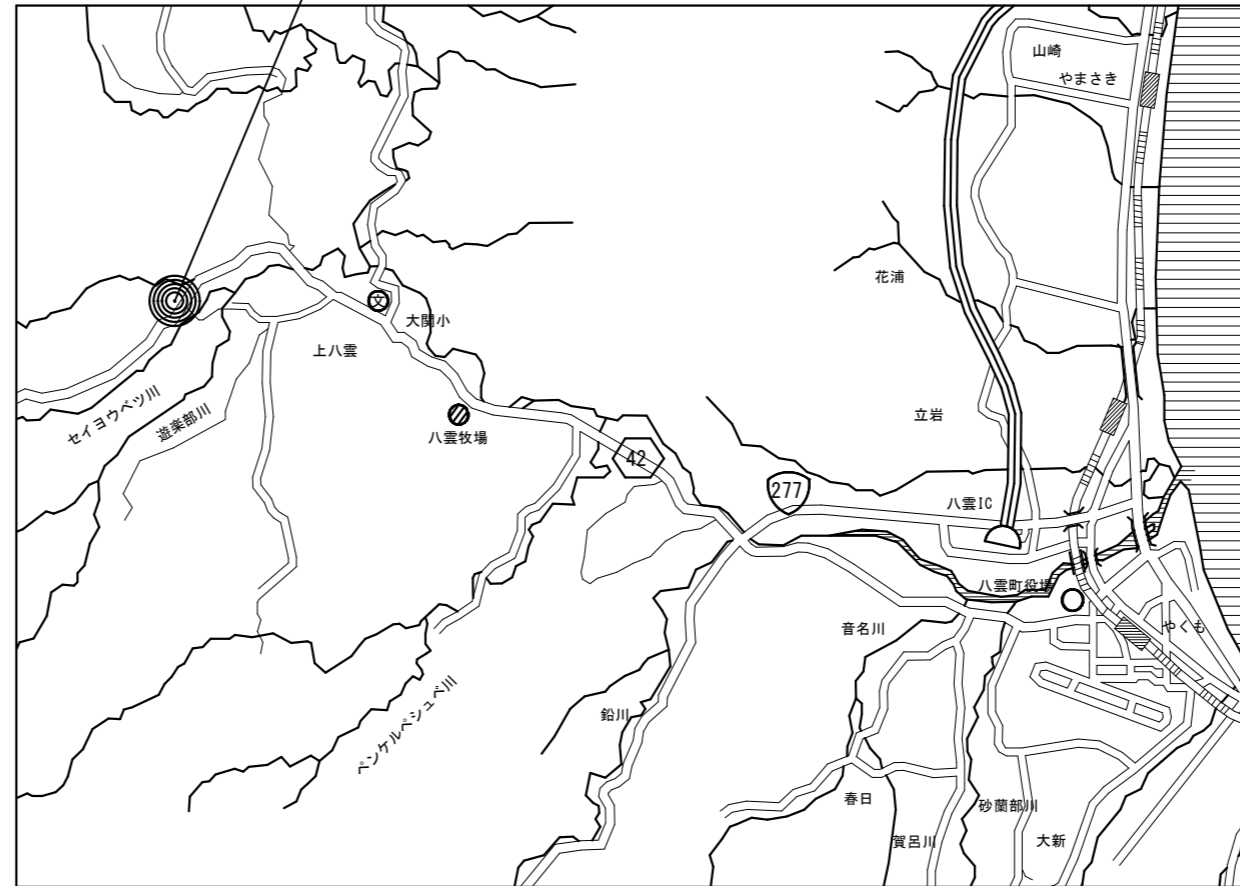 山崎
やまさき
花浦
文
大関小
上八雲
立岩
セイヨウベツ川
遊楽部川
八雲牧場
42
277
八雲IC
八雲町役場
音名川
やくも
ペンケルペシュペ川
鉛川
春日
砂蘭部川
賀呂川
大新